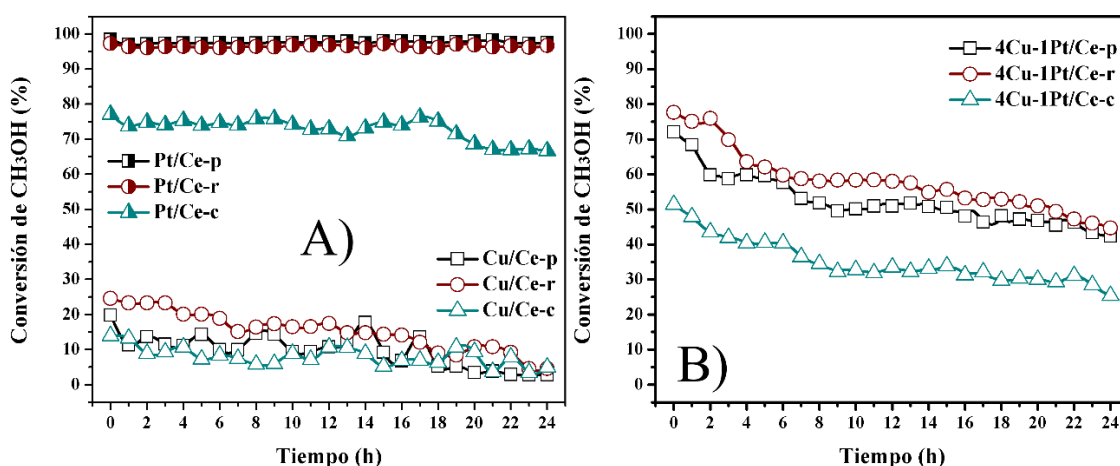 Conversión de CH₃OH (%)
100
90
80
70
60
50
40
30
20
10
0
Pt/Ce-p
Pt/Ce-r
Pt/Ce-c
A)
Cu/Ce-p
Cu/Ce-r
Cu/Ce-c
0 2 4 6 8 10 12 14 16 18 20 22 24
Tiempo (h)
Conversión de CH₃OH (%)
100
90
80
70
60
50
40
30
20
10
0
4Cu-1Pt/Ce-p
4Cu-1Pt/Ce-r
4Cu-1Pt/Ce-c
B)
0 2 4 6 8 10 12 14 16 18 20 22 24
Tiempo (h)